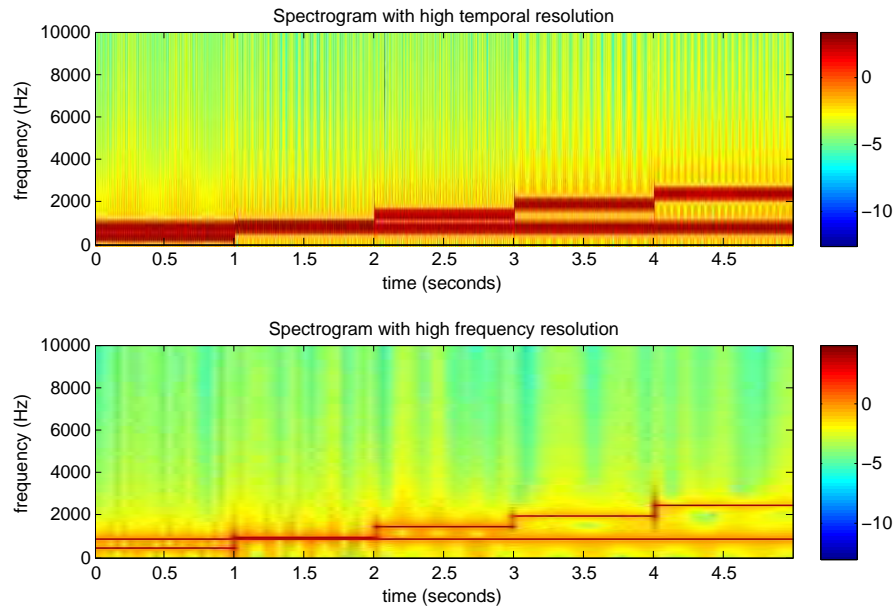 Spectrogram with high temporal resolution
frequency (Hz)
10000
8000
6000
4000
2000
0
0 0.5 1 1.5 2 2.5 3 3.5 4 4.5
time (seconds)
0
−5
−10
Spectrogram with high frequency resolution
frequency (Hz)
10000
8000
6000
4000
2000
0
0 0.5 1 1.5 2 2.5 3 3.5 4 4.5
time (seconds)
0
−5
−10